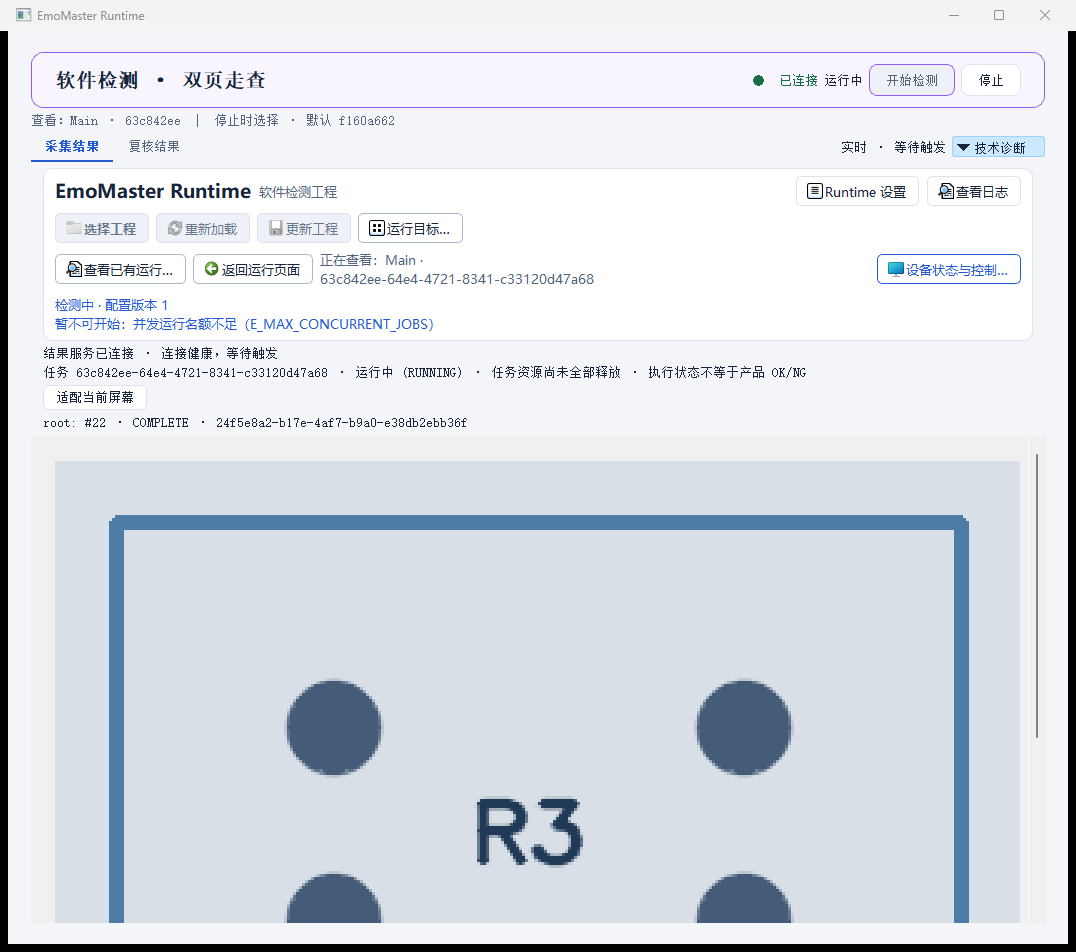 EmoMaster Runtime
软件检测 · 双页走查
已连接 运行中 开始检测 停止
查看: Main · 63c842ee | 停止时选择 · 默认 f160a662
采集结果 复核结果
实时 · 等待触发 技术诊断
EmoMaster Runtime 软件检测工程
Runtime 设置 查看日志
选择工程 重新加载 更新工程 运行目标...
查看已有运行... 返回运行页面 正在查看: Main ·
63c842ee-64e4-4721-8341-c33120d47a68
设备状态与控制...
检测中 · 配置版本 1
暂不可开始: 并发运行名额不足 (E_MAX_CONCURRENT_JOBS)
结果服务已连接 · 连接健康，等待触发
任务 63c842ee-64e4-4721-8341-c33120d47a68 · 运行中 (RUNNING) · 任务资源尚未全部释放 · 执行状态不等于产品 OK/NG
适配当前屏幕
root: #22 · COMPLETE · 24f5e8a2-b17e-4af7-b9a0-e38db2ebb36f
R3